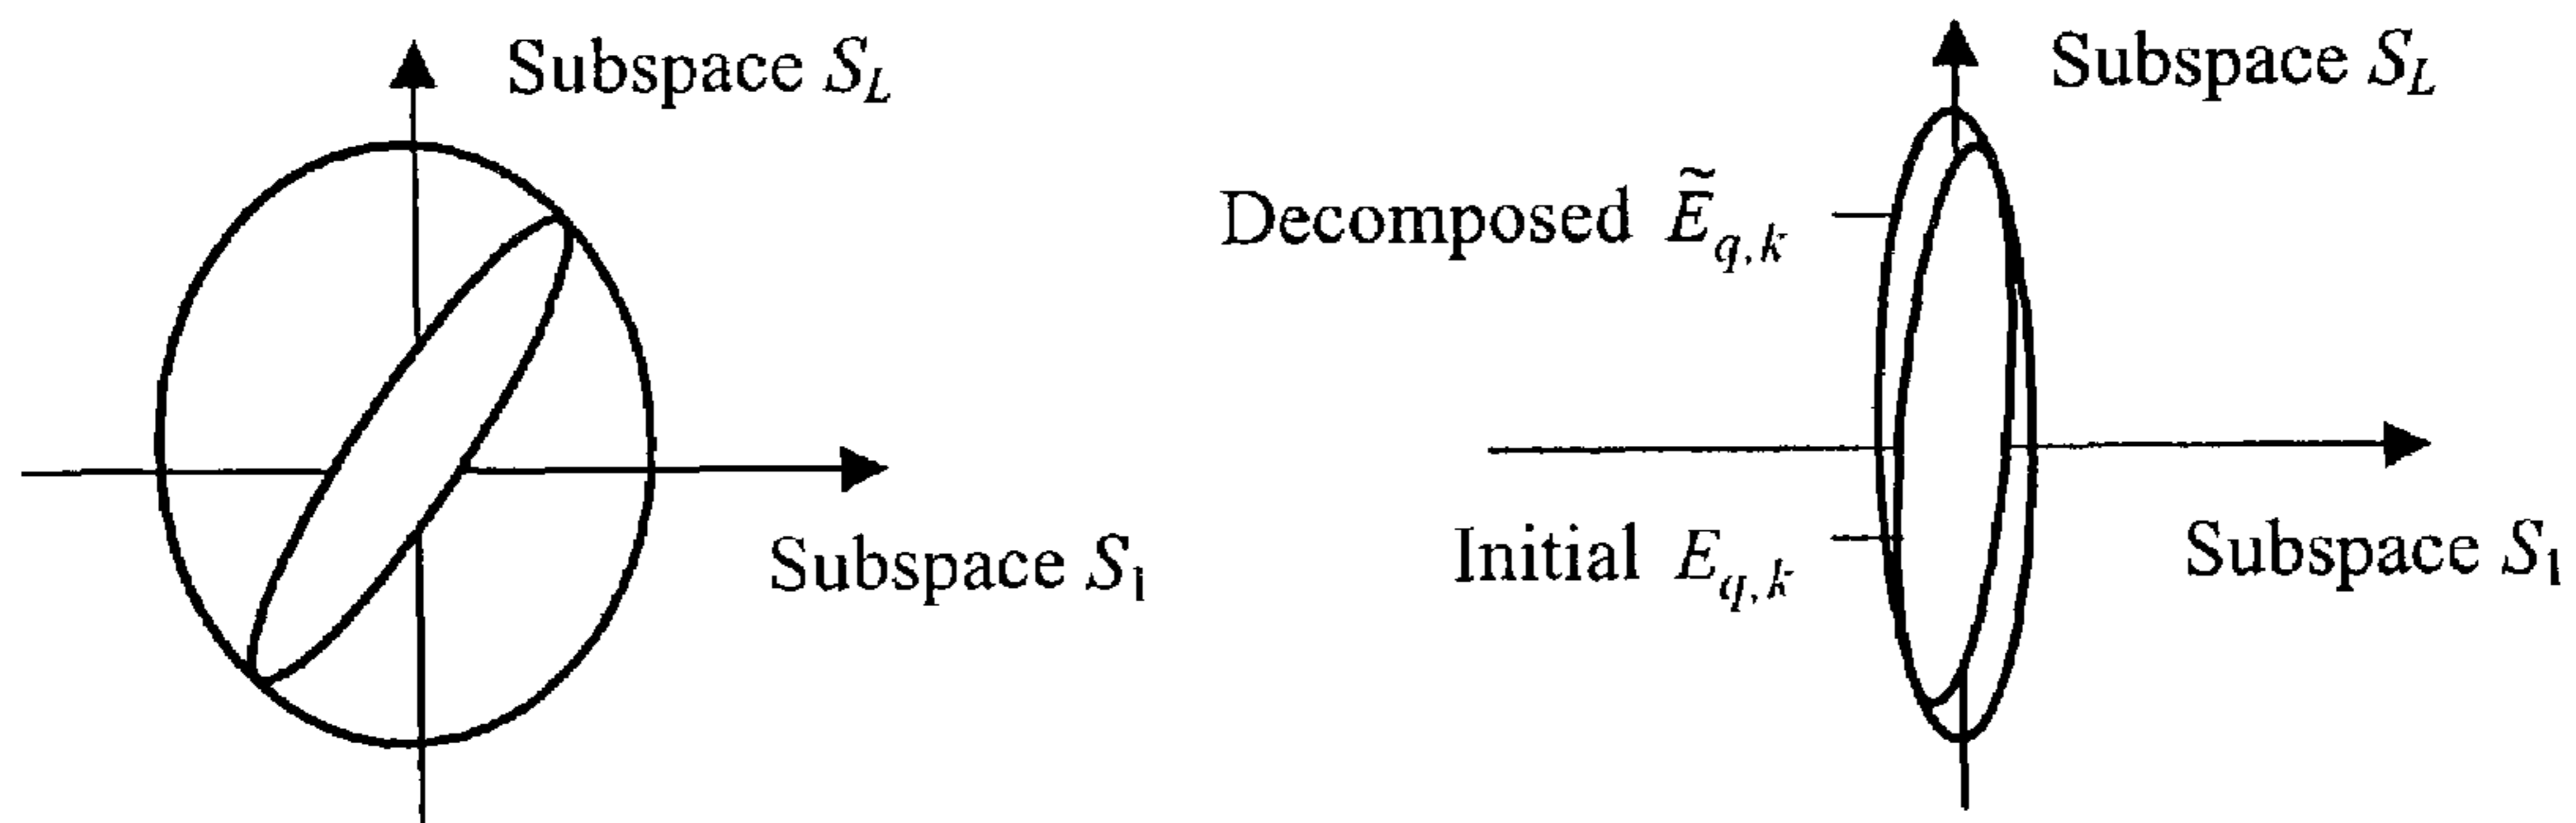 Subspace S_L
Subspace S_1
Subspace S_L
Decomposed Ẽ_{q,k}
Initial E_{q,k}
Subspace S_1